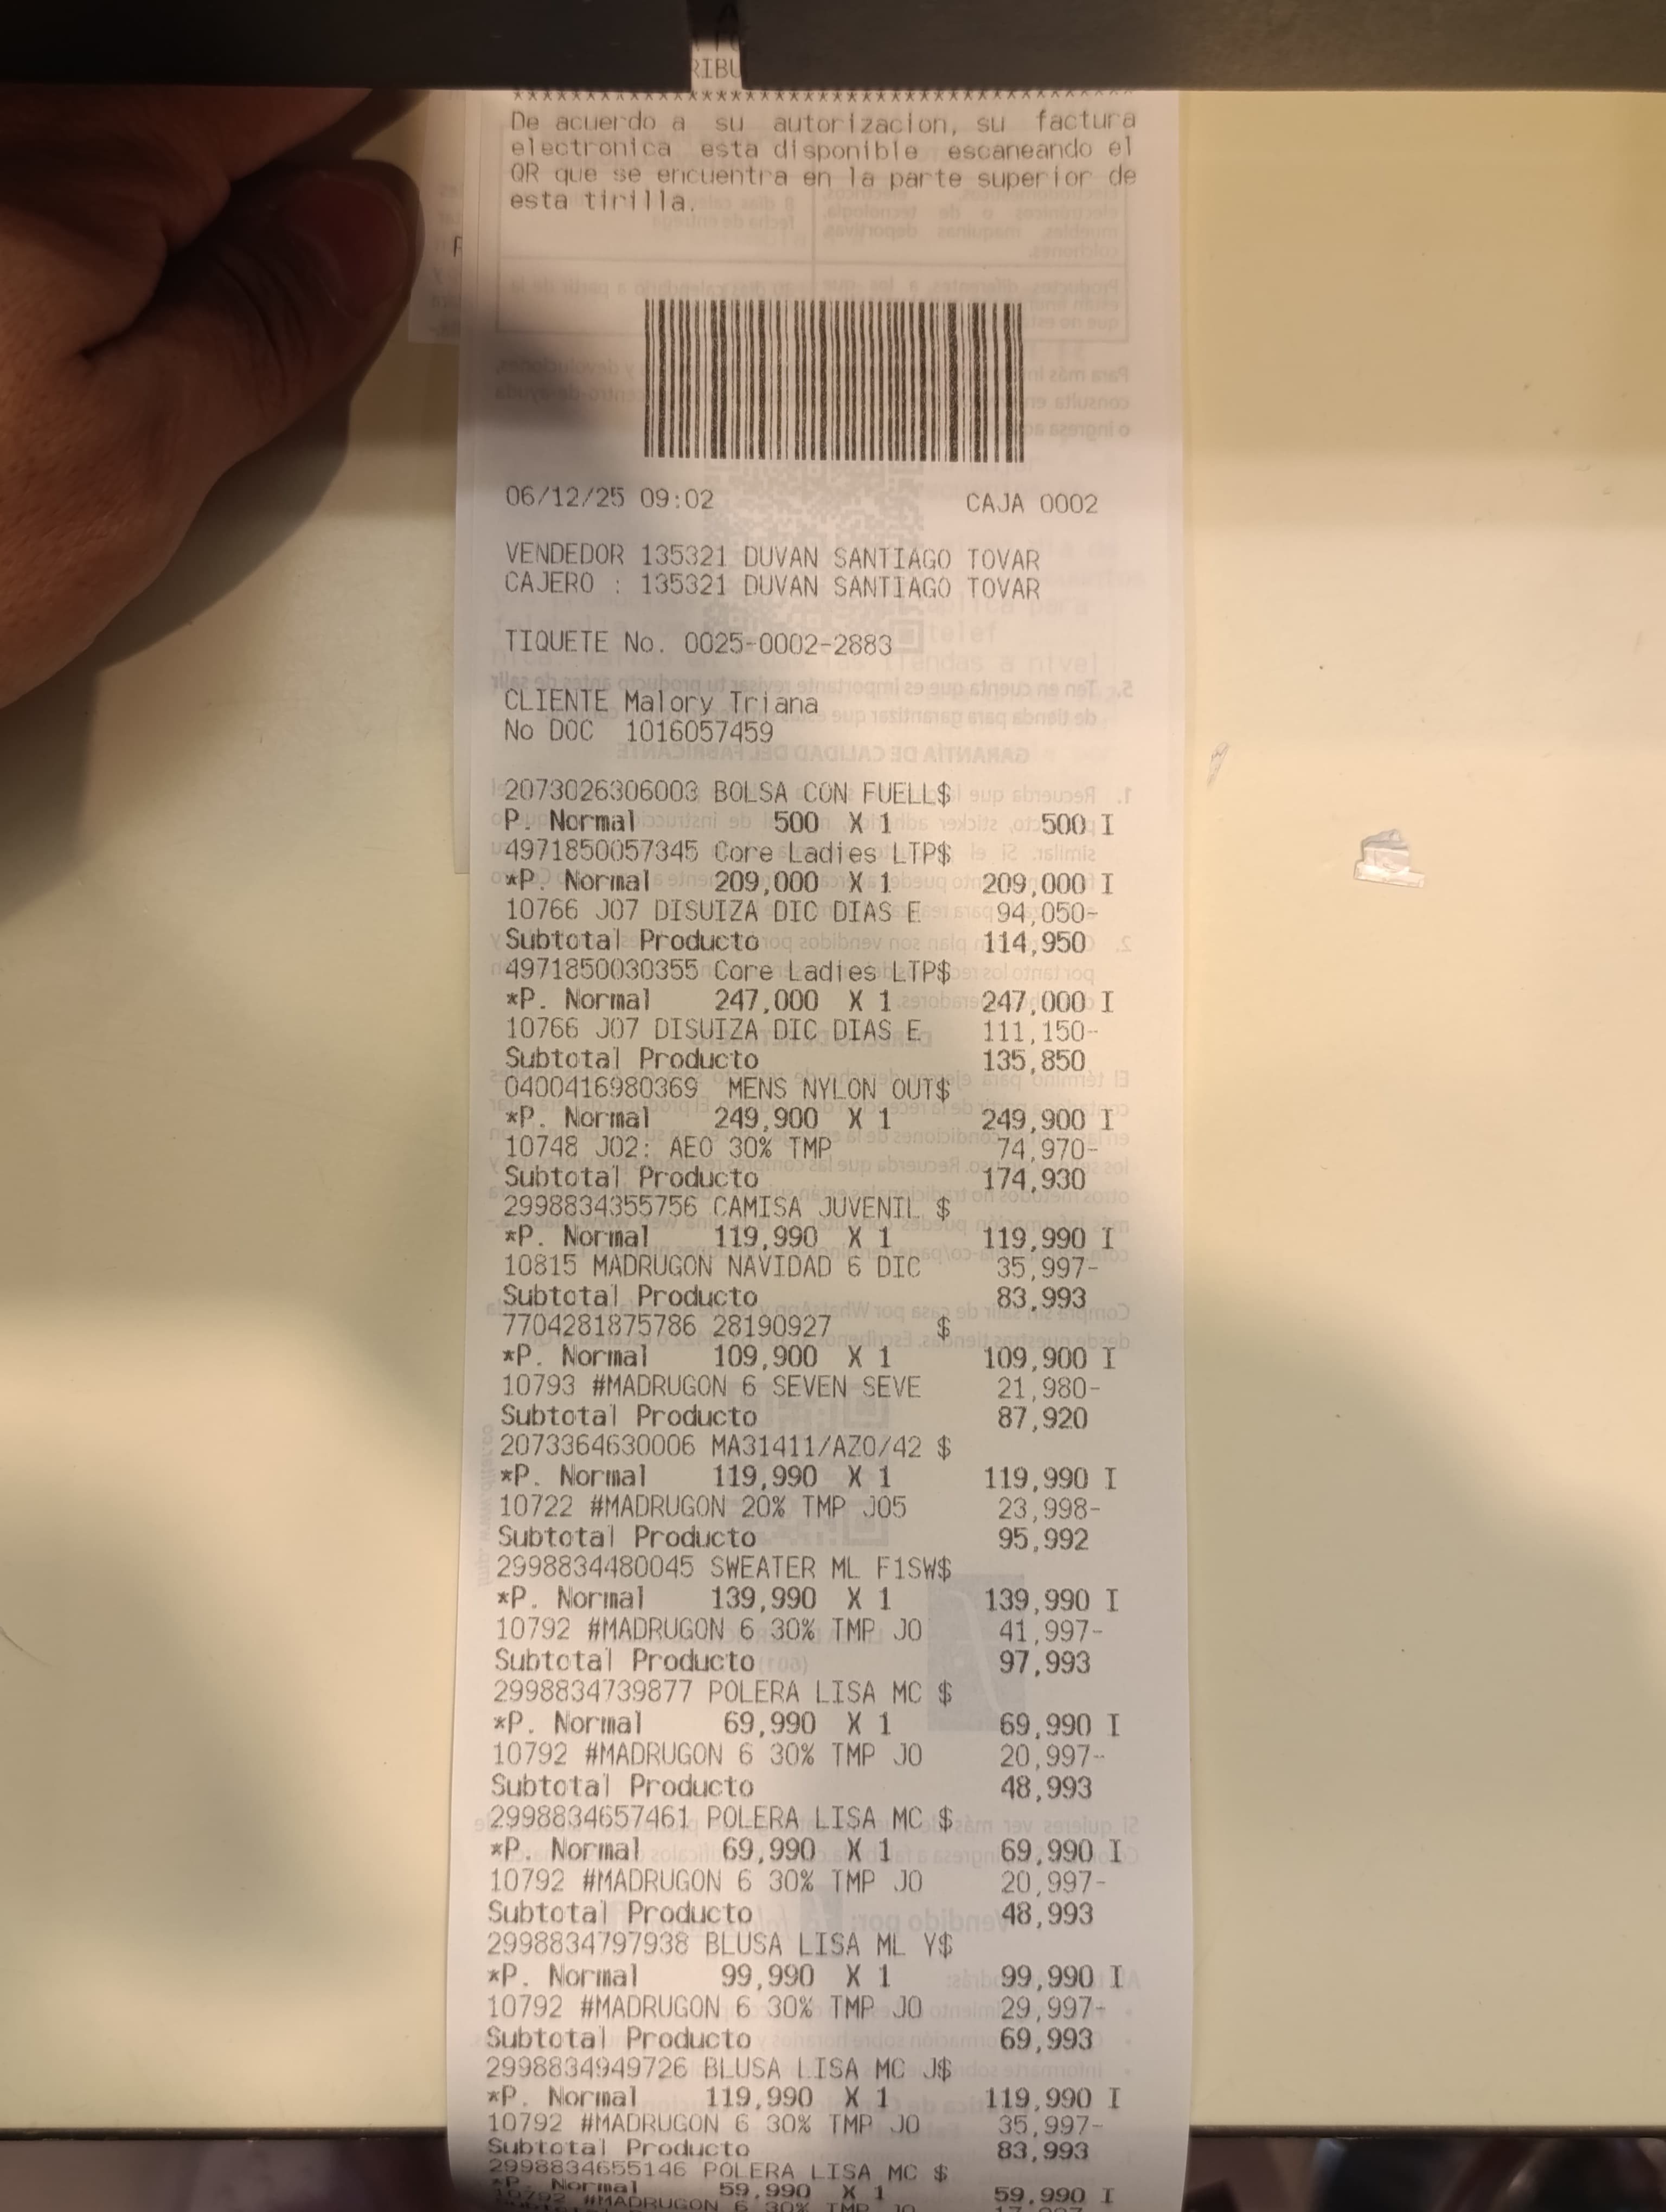 RIBU
******************************************
De acuerdo a su autorizacion, su factura
electronica esta disponible escaneando el
QR que se encuentra en la parte superior de
esta tirilla.
06/12/25 09:02 CAJA 0002
VENDEDOR 135321 DUVAN SANTIAGO TOVAR
CAJERO : 135321 DUVAN SANTIAGO TOVAR
TIQUETE No. 0025-0002-2883
CLIENTE Malory Triana
No DOC 1016057459
2073026306003 BOLSA CON FUELL$
P. Normal 500 X 1 500 I
4971850057345 Core Ladies LTP$
*P. Normal 209,000 X 1 209,000 I
10766 J07 DISUIZA DIC DIAS E 94,050-
Subtotal Producto 114,950
4971850030355 Core Ladies LTP$
*P. Normal 247,000 X 1 247,000 I
10766 J07 DISUIZA DIC DIAS E 111,150-
Subtotal Producto 135,850
0400416980369 MENS NYLON OUT$
*P. Normal 249,900 X 1 249,900 I
10748 J02: AEO 30% TMP 74,970-
Subtotal Producto 174,930
2998834355756 CAMISA JUVENIL $
*P. Normal 119,990 X 1 119,990 I
10815 MADRUGON NAVIDAD 6 DIC 35,997-
Subtotal Producto 83,993
7704281875786 28190927 $
*P. Normal 109,900 X 1 109,900 I
10793 #MADRUGON 6 SEVEN SEVE 21,980-
Subtotal Producto 87,920
2073364630006 MA31411/AZO/42 $
*P. Normal 119,990 X 1 119,990 I
10722 #MADRUGON 20% TMP J05 23,998-
Subtotal Producto 95,992
2998834480045 SWEATER ML F1SW$
*P. Normal 139,990 X 1 139,990 I
10792 #MADRUGON 6 30% TMP JO 41,997-
Subtotal Producto 97,993
2998834739877 POLERA LISA MC $
*P. Normal 69,990 X 1 69,990 I
10792 #MADRUGON 6 30% TMP JO 20,997-
Subtotal Producto 48,993
2998834657461 POLERA LISA MC $
*P. Normal 69,990 X 1 69,990 I
10792 #MADRUGON 6 30% TMP JO 20,997-
Subtotal Producto 48,993
2998834797938 BLUSA LISA ML Y$
*P. Normal 99,990 X 1 99,990 I
10792 #MADRUGON 6 30% TMP JO 29,997-
Subtotal Producto 69,993
2998834949726 BLUSA LISA MC J$
*P. Normal 119,990 X 1 119,990 I
10792 #MADRUGON 6 30% TMP JO 35,997-
Subtotal Producto 83,993
2998834655146 POLERA LISA MC $
*P. Normal 59,990 X 1 59,990 I
10792 #MADRUGON 6 30% TMP JO